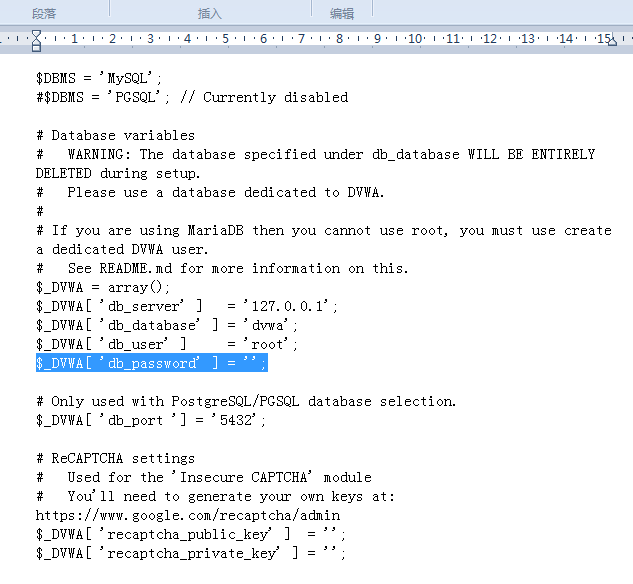 段落 插入 编辑
1 2 3 4 5 6 7 8 9 10 11 12 13 14 15
$DBMS = 'MySQL';
#$DBMS = 'PGSQL'; // Currently disabled
# Database variables
#   WARNING: The database specified under db_database WILL BE ENTIRELY
DELETED during setup.
#   Please use a database dedicated to DVWA.
#
# If you are using MariaDB then you cannot use root, you must use create
a dedicated DVWA user.
#   See README.md for more information on this.
$_DVWA = array();
$_DVWA[ 'db_server' ]   = '127.0.0.1';
$_DVWA[ 'db_database' ] = 'dvwa';
$_DVWA[ 'db_user' ]     = 'root';
$_DVWA[ 'db_password' ] = '';
# Only used with PostgreSQL/PGSQL database selection.
$_DVWA[ 'db_port '] = '5432';
# ReCAPTCHA settings
#   Used for the 'Insecure CAPTCHA' module
#   You'll need to generate your own keys at:
https://www.google.com/recaptcha/admin
$_DVWA[ 'recaptcha_public_key' ]  = '';
$_DVWA[ 'recaptcha_private_key' ] = '';